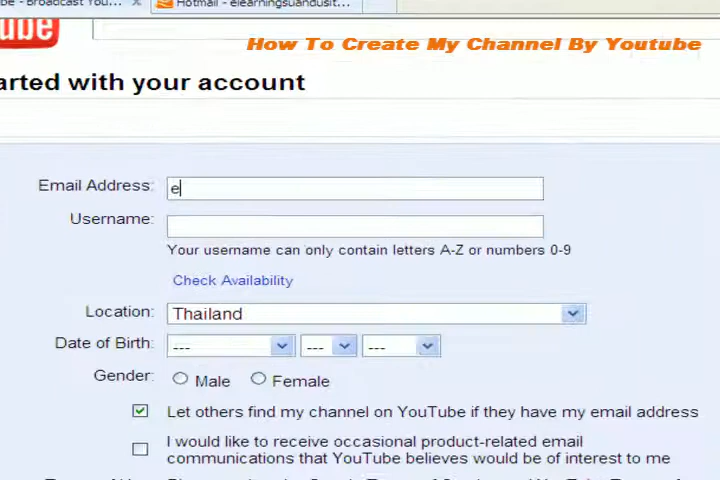 be - Broadcast You... Hotmail - elearningsuandusit...
ube
How To Create My Channel By Youtube
arted with your account
Email Address: e
Username:
Your username can only contain letters A-Z or numbers 0-9
Check Availability
Location: Thailand
Date of Birth: --- --- ---
Gender: Male Female
Let others find my channel on YouTube if they have my email address
I would like to receive occasional product-related email
communications that YouTube believes would be of interest to me